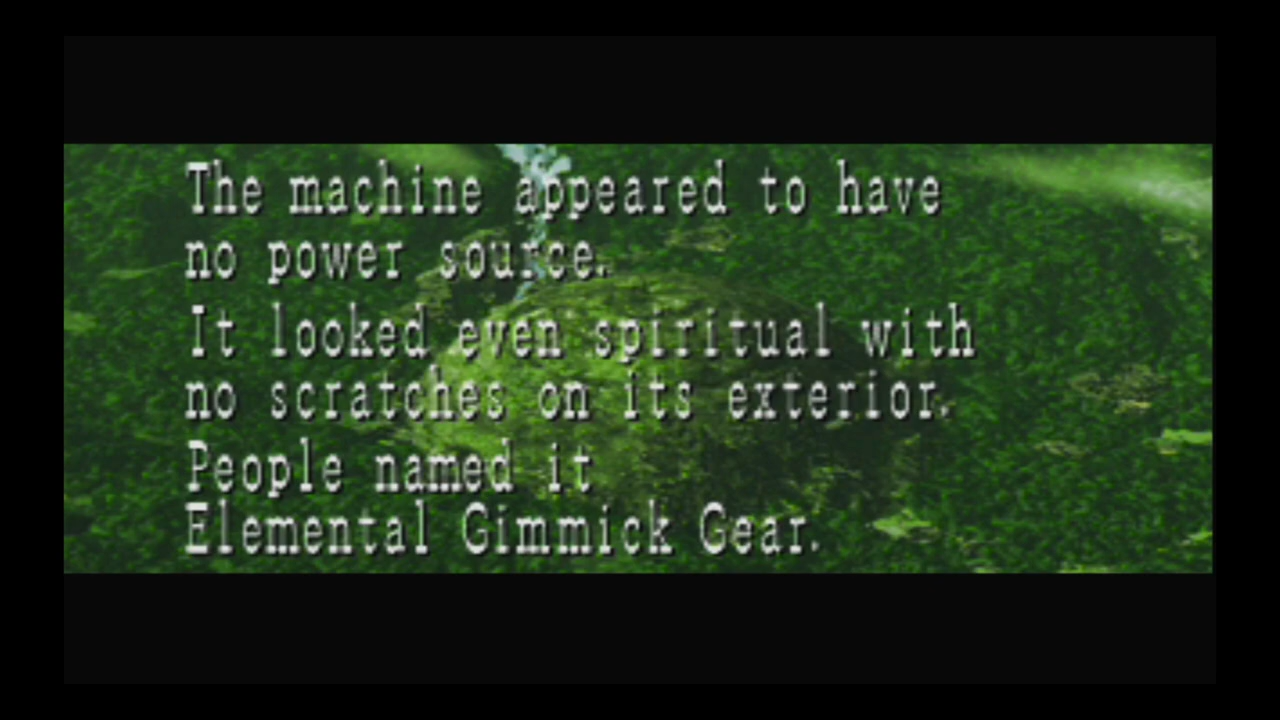 The machine appeared to have
no power source.
It looked even spiritual with
no scratches on its exterior.
People named it
Elemental Gimmick Gear.